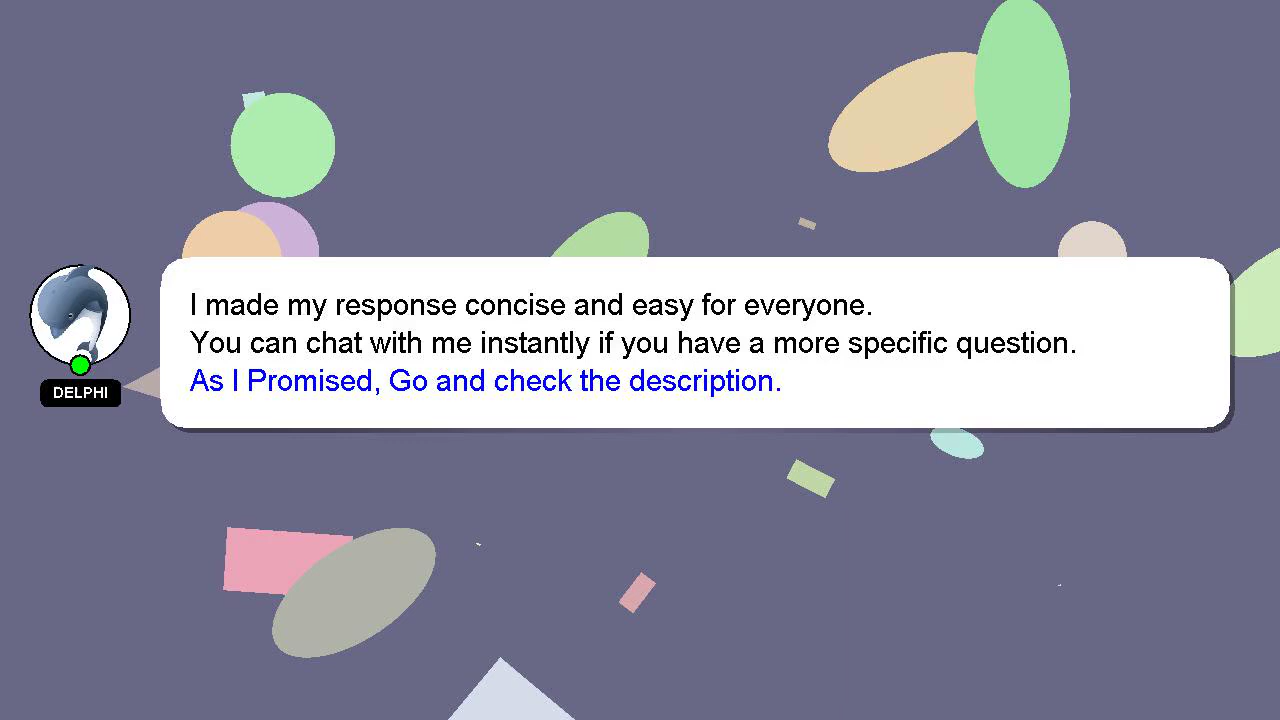 I made my response concise and easy for everyone.
You can chat with me instantly if you have a more specific question.
As I Promised, Go and check the description.
DELPHI